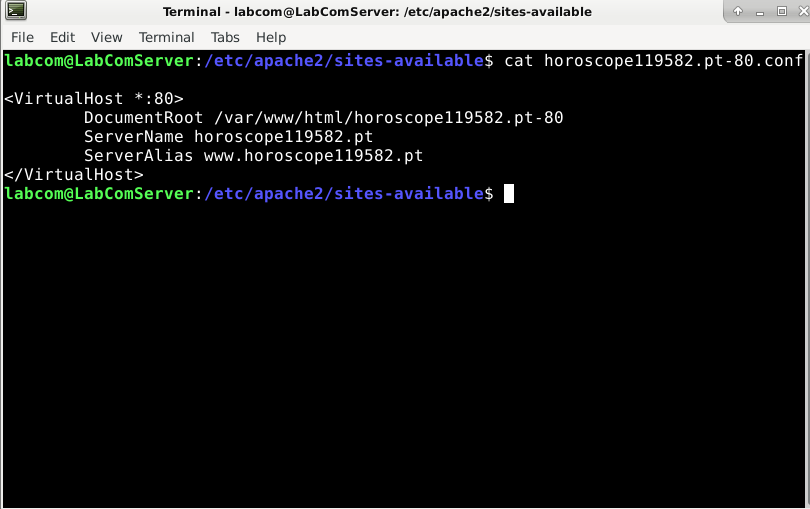 Terminal - labcom@LabComServer: /etc/apache2/sites-available
File Edit View Terminal Tabs Help
labcom@LabComServer:/etc/apache2/sites-available$ cat horoscope119582.pt-80.conf
<VirtualHost *:80>
        DocumentRoot /var/www/html/horoscope119582.pt-80
        ServerName horoscope119582.pt
        ServerAlias www.horoscope119582.pt
</VirtualHost>
labcom@LabComServer:/etc/apache2/sites-available$